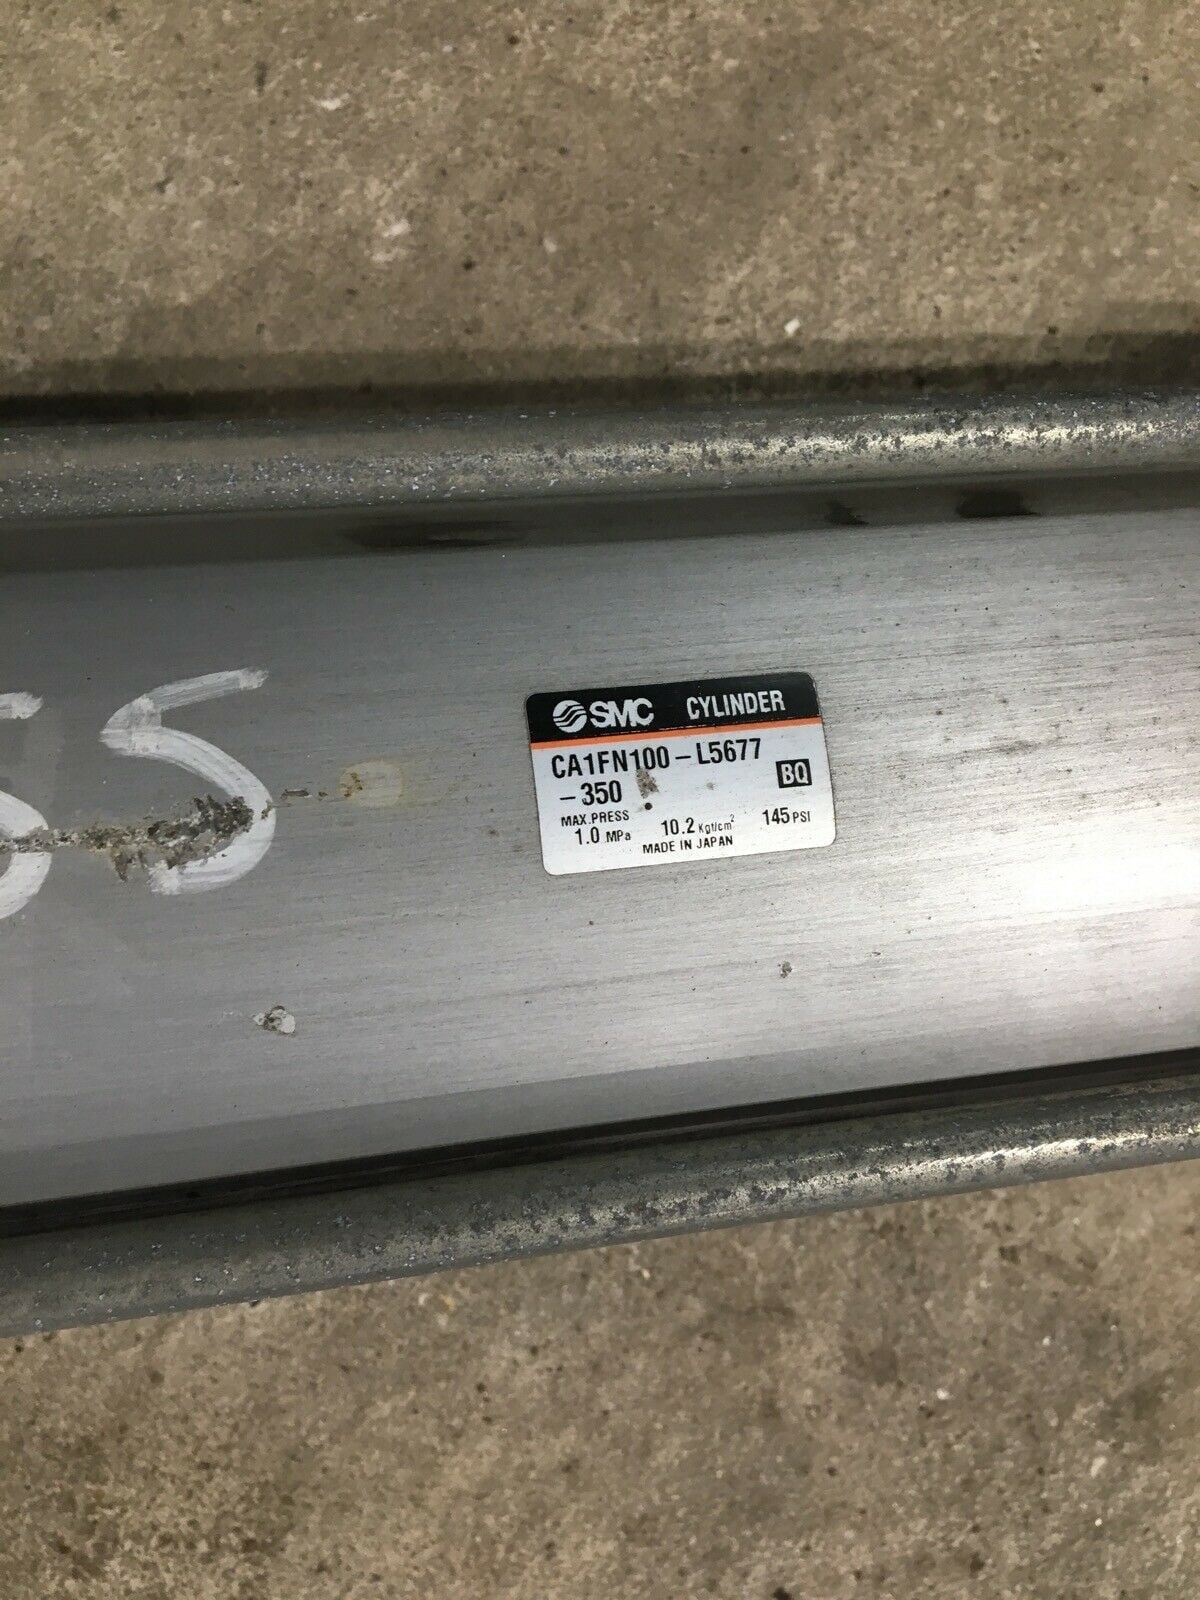 SMC CYLINDER
CA1FN100-L5677
-350 BQ
MAX.PRESS
1.0 MPa 10.2 Kgf/cm² 145 PSI
MADE IN JAPAN
S